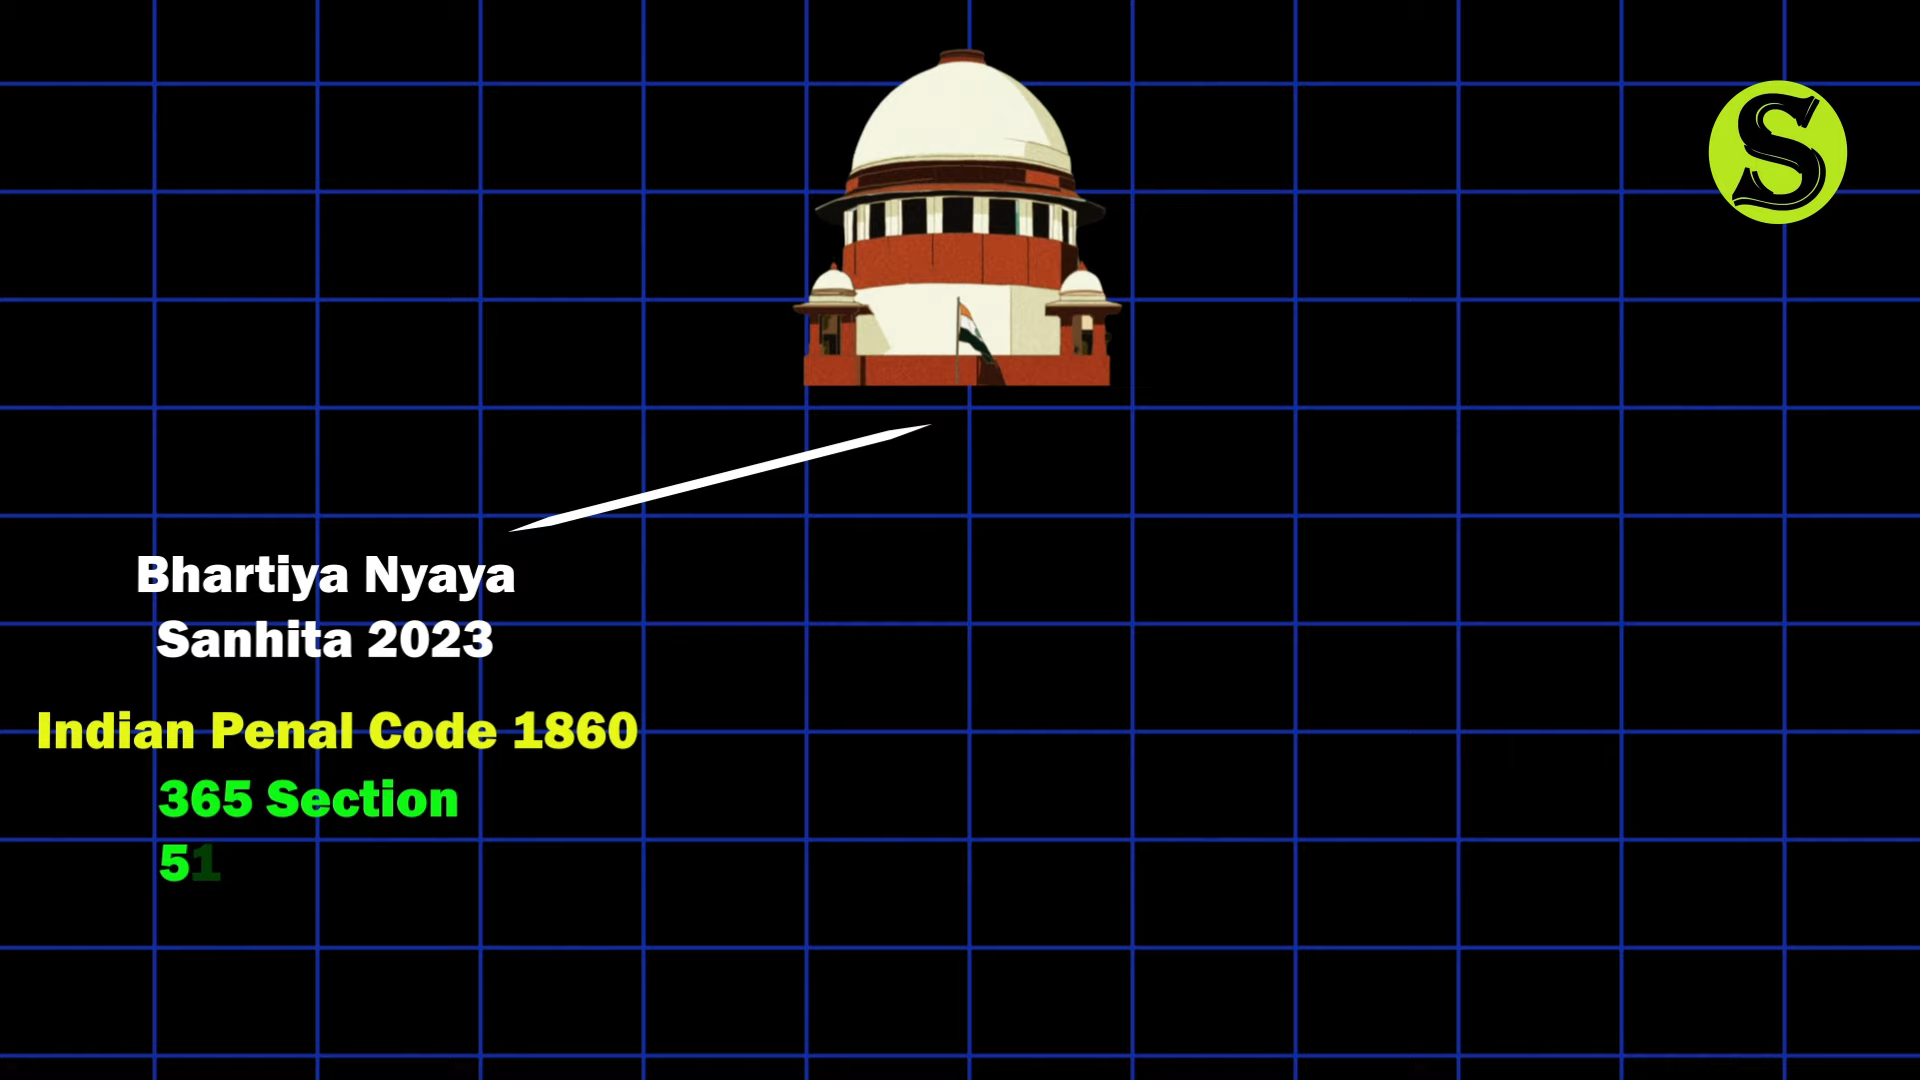 S
Bhartiya Nyaya
Sanhita 2023
Indian Penal Code 1860
365 Section
51